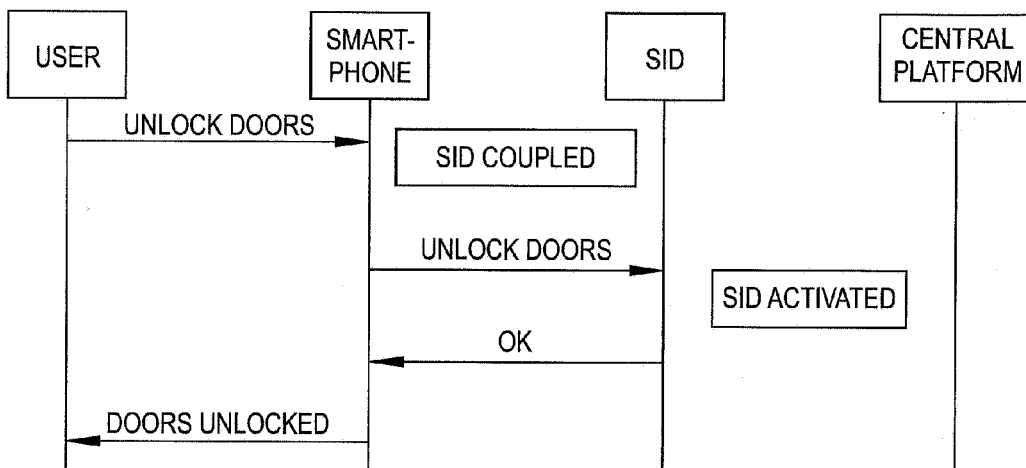 USER
SMART-
PHONE
SID
CENTRAL
PLATFORM
UNLOCK DOORS
SID COUPLED
UNLOCK DOORS
SID ACTIVATED
OK
DOORS UNLOCKED